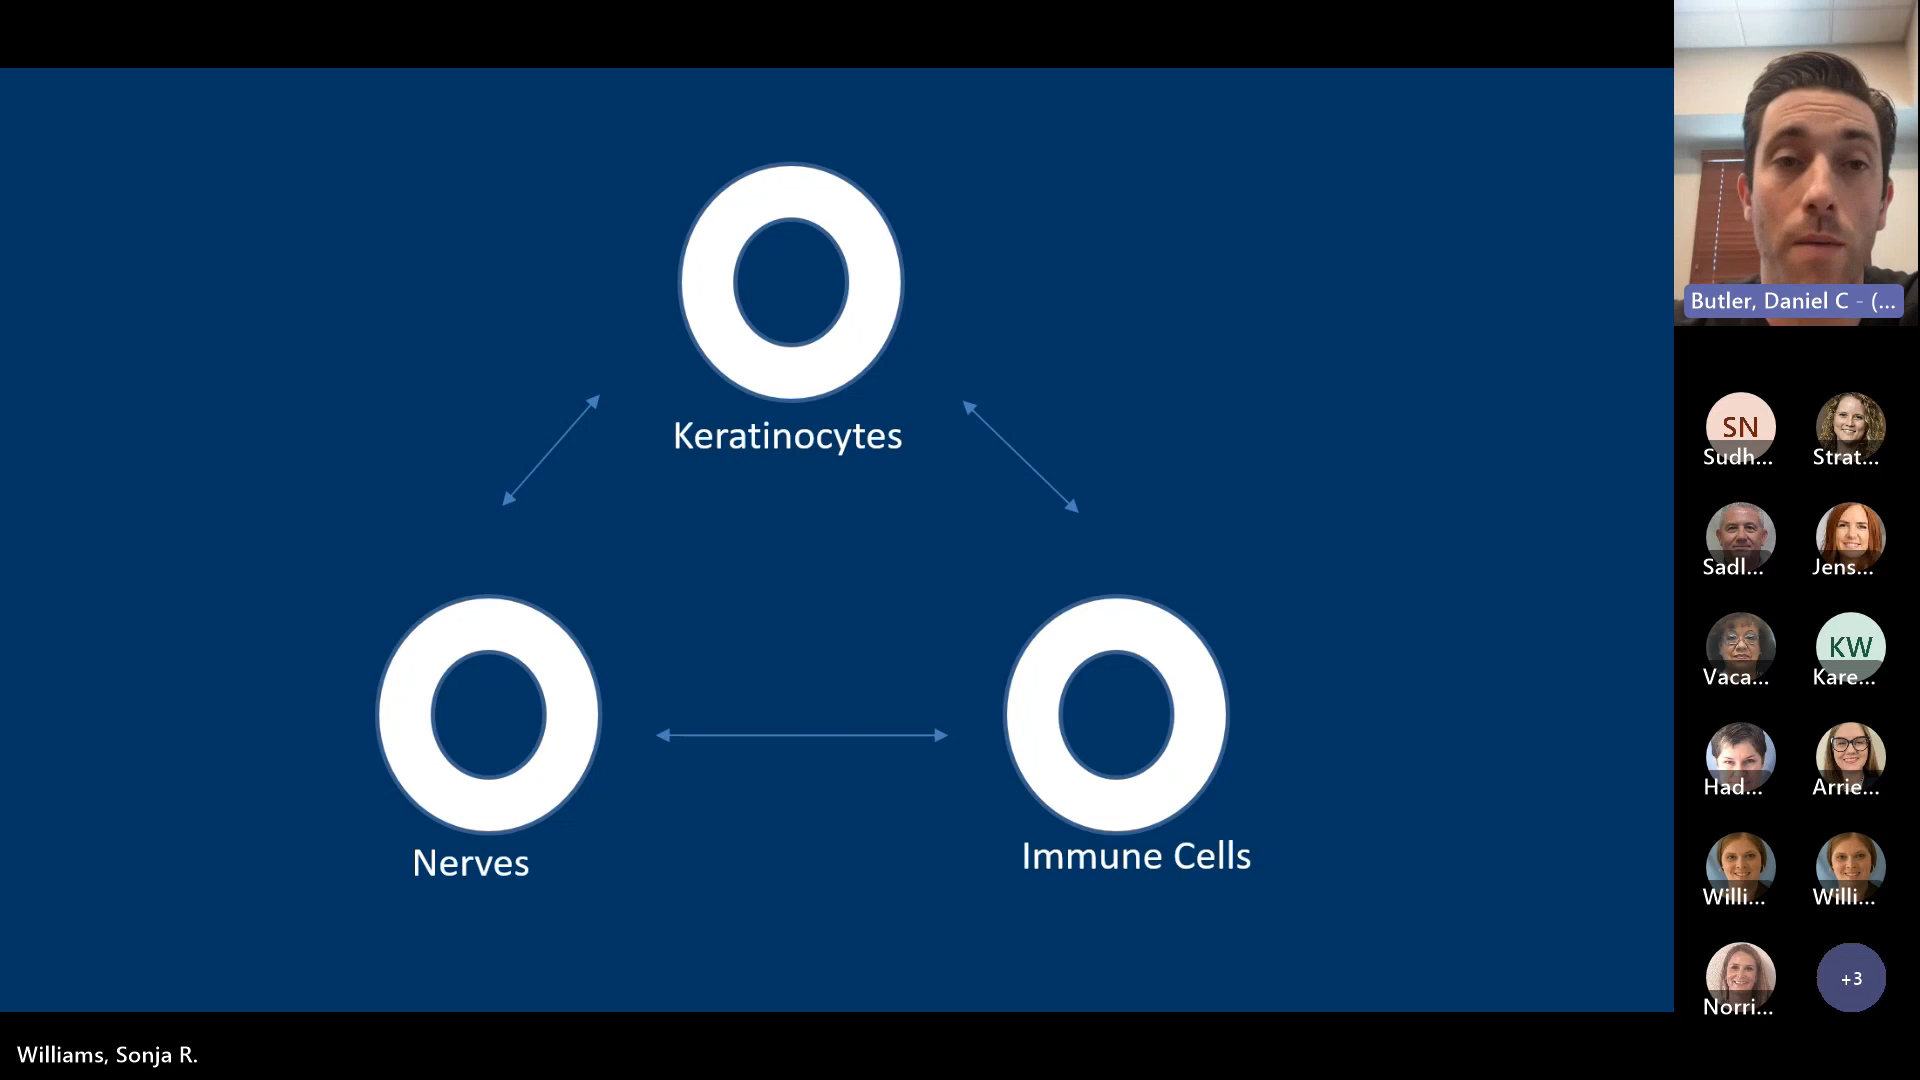 Keratinocytes
Nerves
Immune Cells
Butler, Daniel C - (...
SN
Sudh...
Strat...
Sadl...
Jens...
Vaca...
KW
Kare...
Had...
Arrie...
Willi...
Willi...
Norri...
+3
Williams, Sonja R.